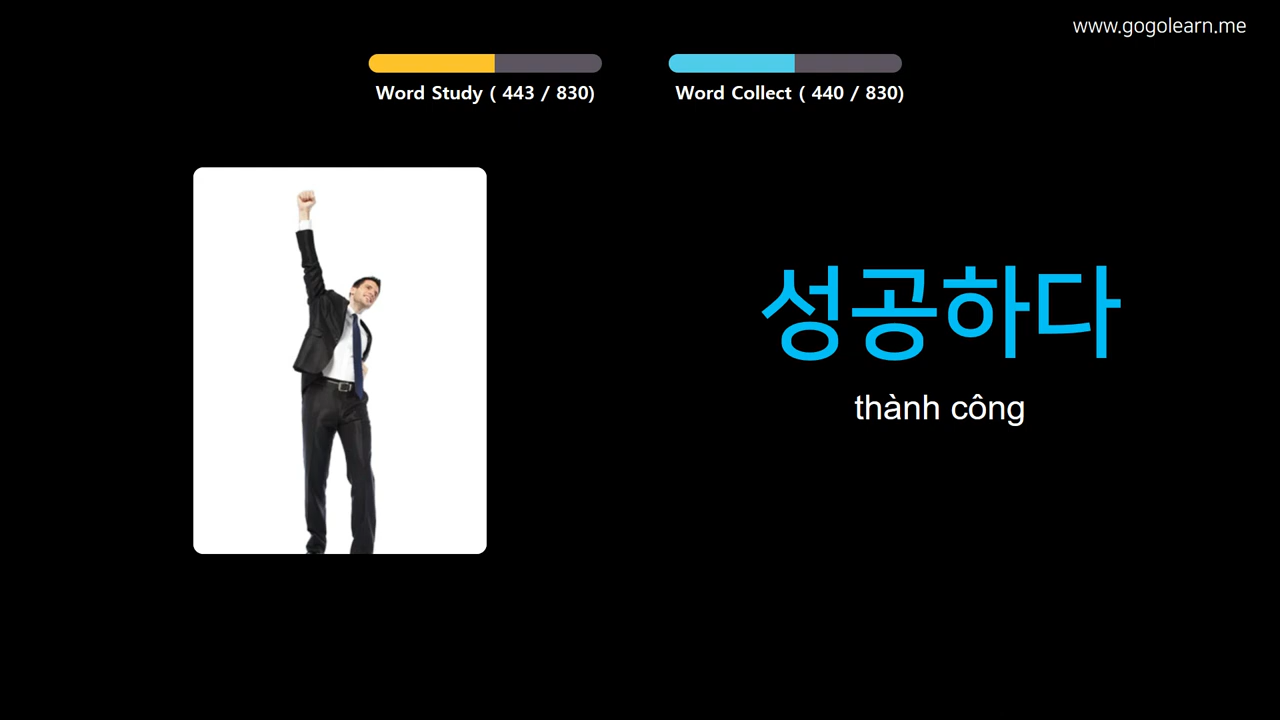 www.gogolearn.me
Word Study ( 443 / 830)
Word Collect ( 440 / 830)
성공하다
thành công